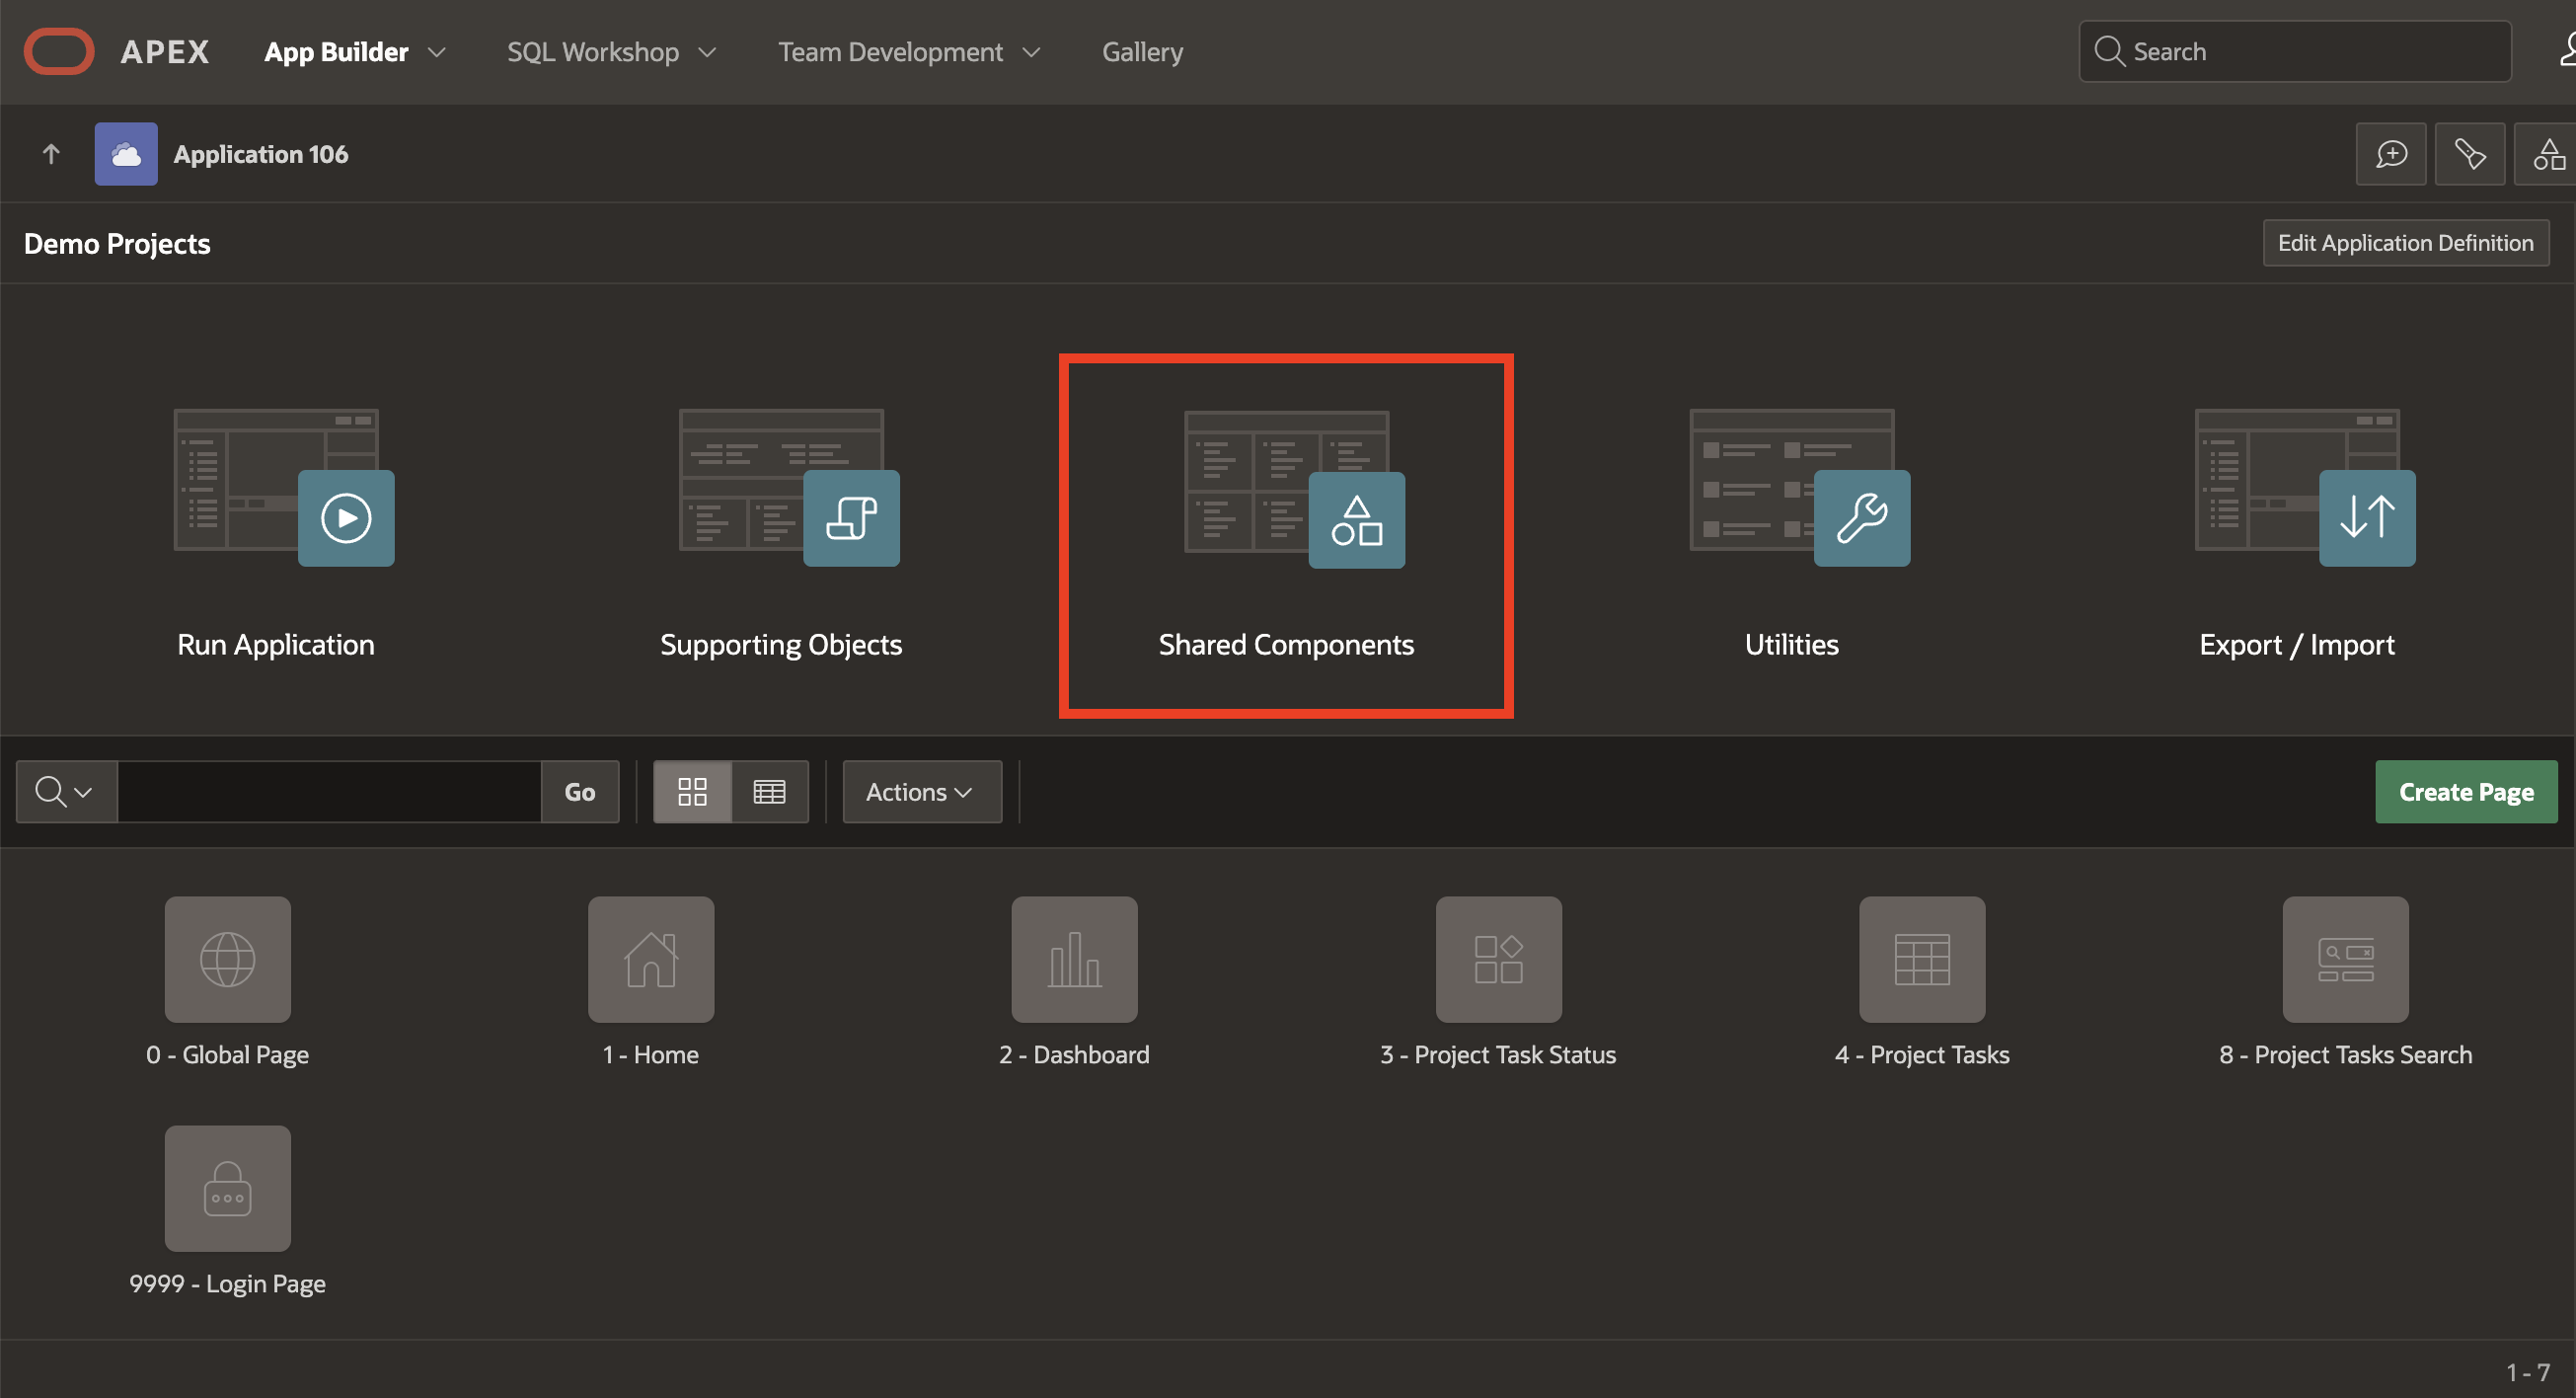 APEX App Builder SQL Workshop Team Development Gallery Search
Application 106
Demo Projects Edit Application Definition
Run Application Supporting Objects Shared Components Utilities Export / Import
Go Actions Create Page
0 - Global Page 1 - Home 2 - Dashboard 3 - Project Task Status 4 - Project Tasks 8 - Project Tasks Search
9999 - Login Page
1 - 7